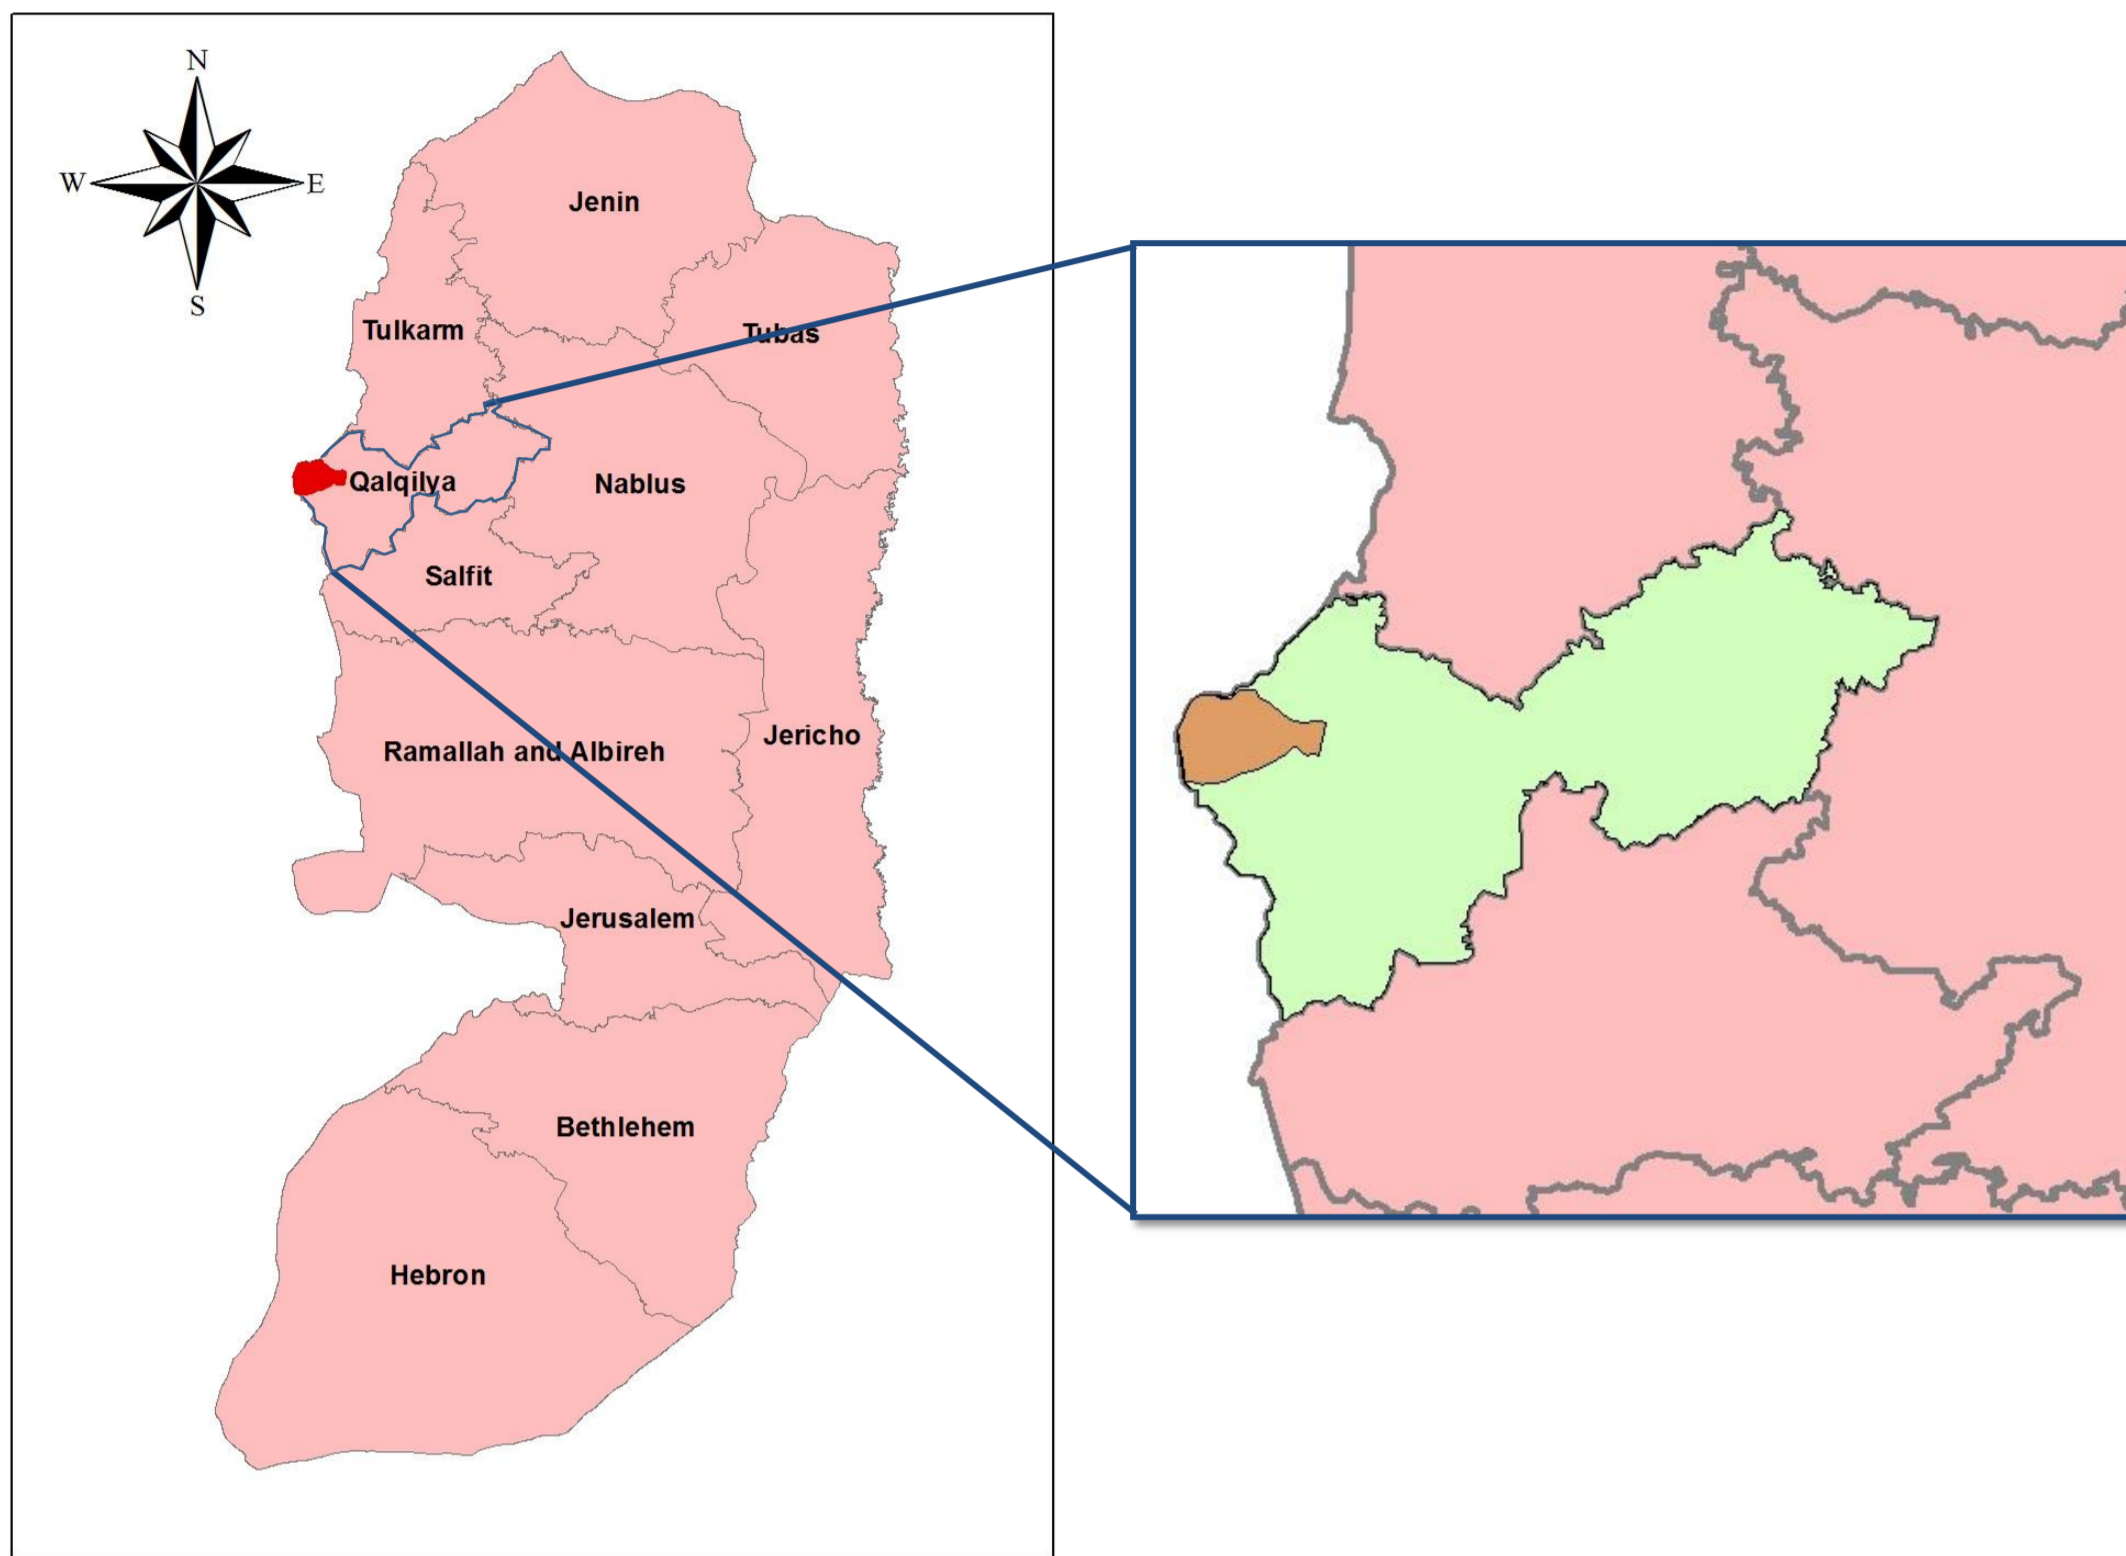 N
W E
S
Jenin
Tulkarm
Tubas
Qalqilya
Nablus
Salfit
Jericho
Ramallah and Albireh
Jerusalem
Bethlehem
Hebron